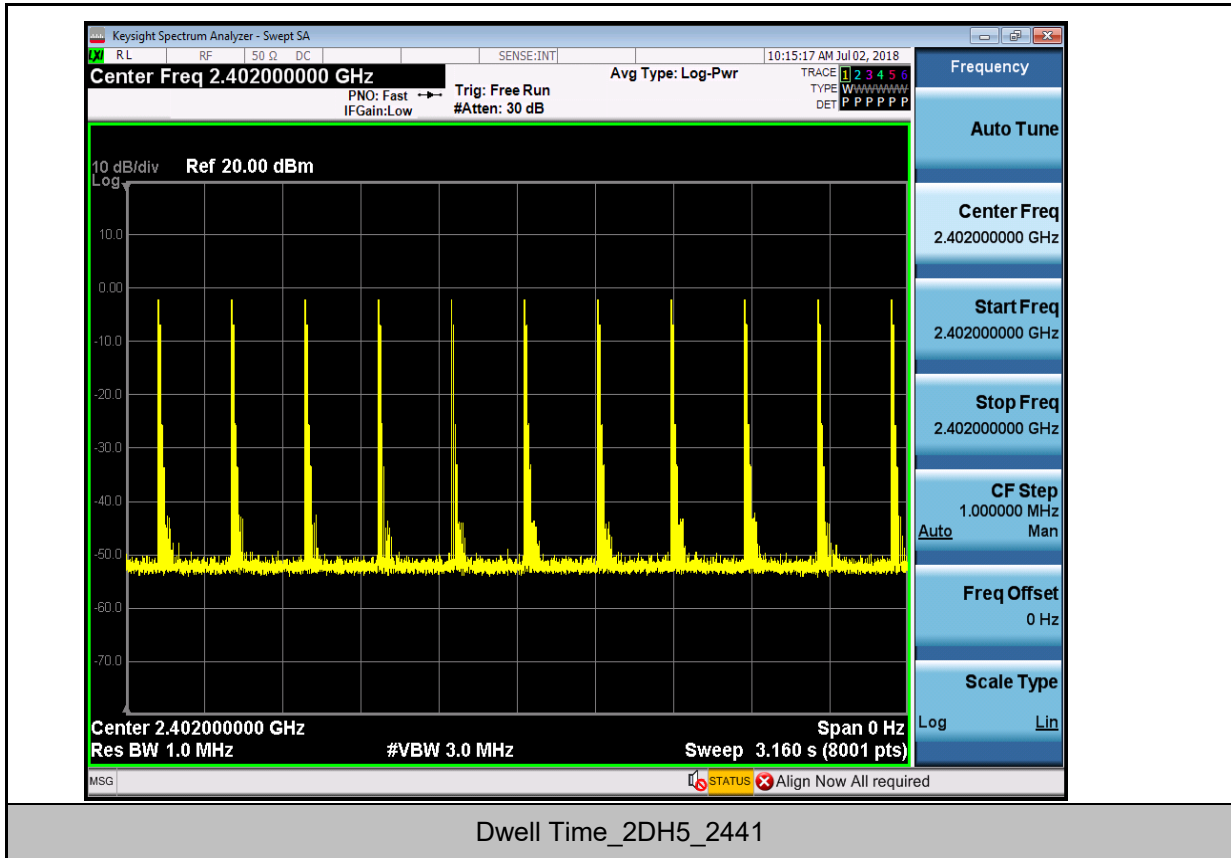 Keysight Spectrum Analyzer - Swept SA
LXI RL RF 50 Ω DC SENSE:INT 10:15:17 AM Jul 02, 2018
Center Freq 2.402000000 GHz
PNO: Fast
IFGain:Low
Trig: Free Run
#Atten: 30 dB
Avg Type: Log-Pwr
TRACE 1 2 3 4 5 6
TYPE WWWWWW
DET P P P P P P
10 dB/div Ref 20.00 dBm
Log
10.0
0.00
-10.0
-20.0
-30.0
-40.0
-50.0
-60.0
-70.0
Center 2.402000000 GHz Span 0 Hz
Res BW 1.0 MHz #VBW 3.0 MHz Sweep 3.160 s (8001 pts)
MSG STATUS Align Now All required
Frequency
Auto Tune
Center Freq
2.402000000 GHz
Start Freq
2.402000000 GHz
Stop Freq
2.402000000 GHz
CF Step
1.000000 MHz
Auto Man
Freq Offset
0 Hz
Scale Type
Log Lin
Dwell Time_2DH5_2441